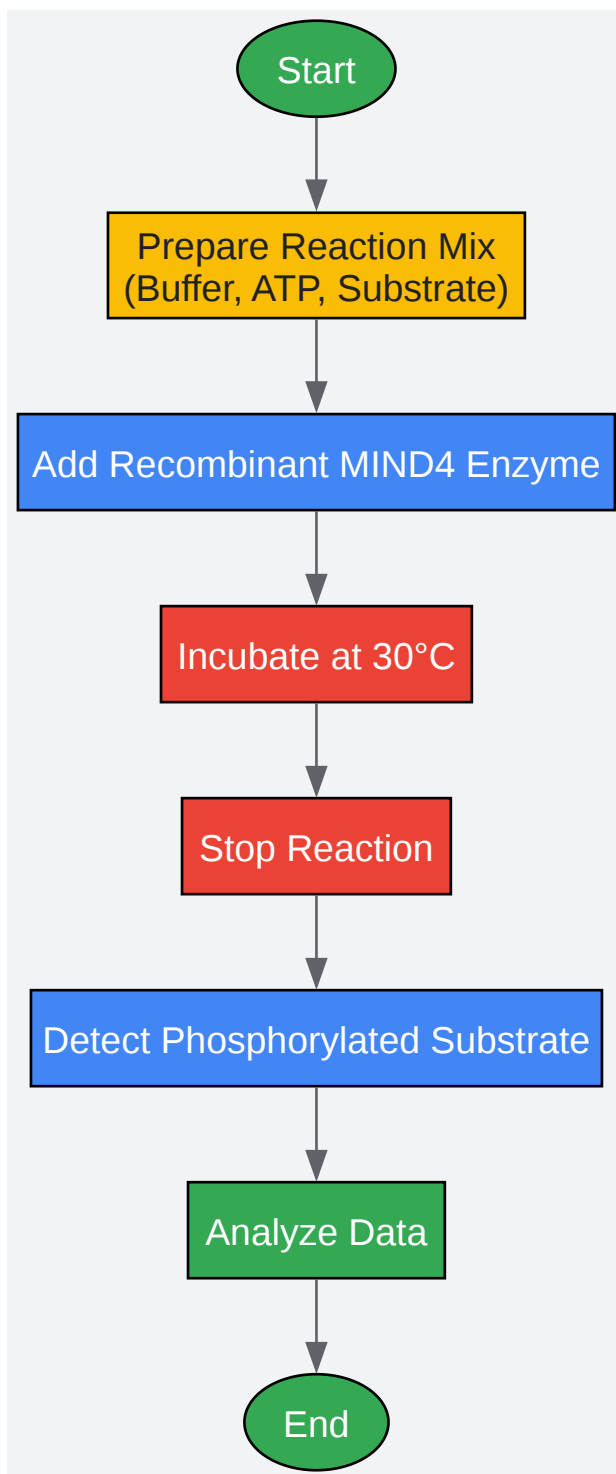 Start
Prepare Reaction Mix
(Buffer, ATP, Substrate)
Add Recombinant MIND4 Enzyme
Incubate at 30°C
Stop Reaction
Detect Phosphorylated Substrate
Analyze Data
End